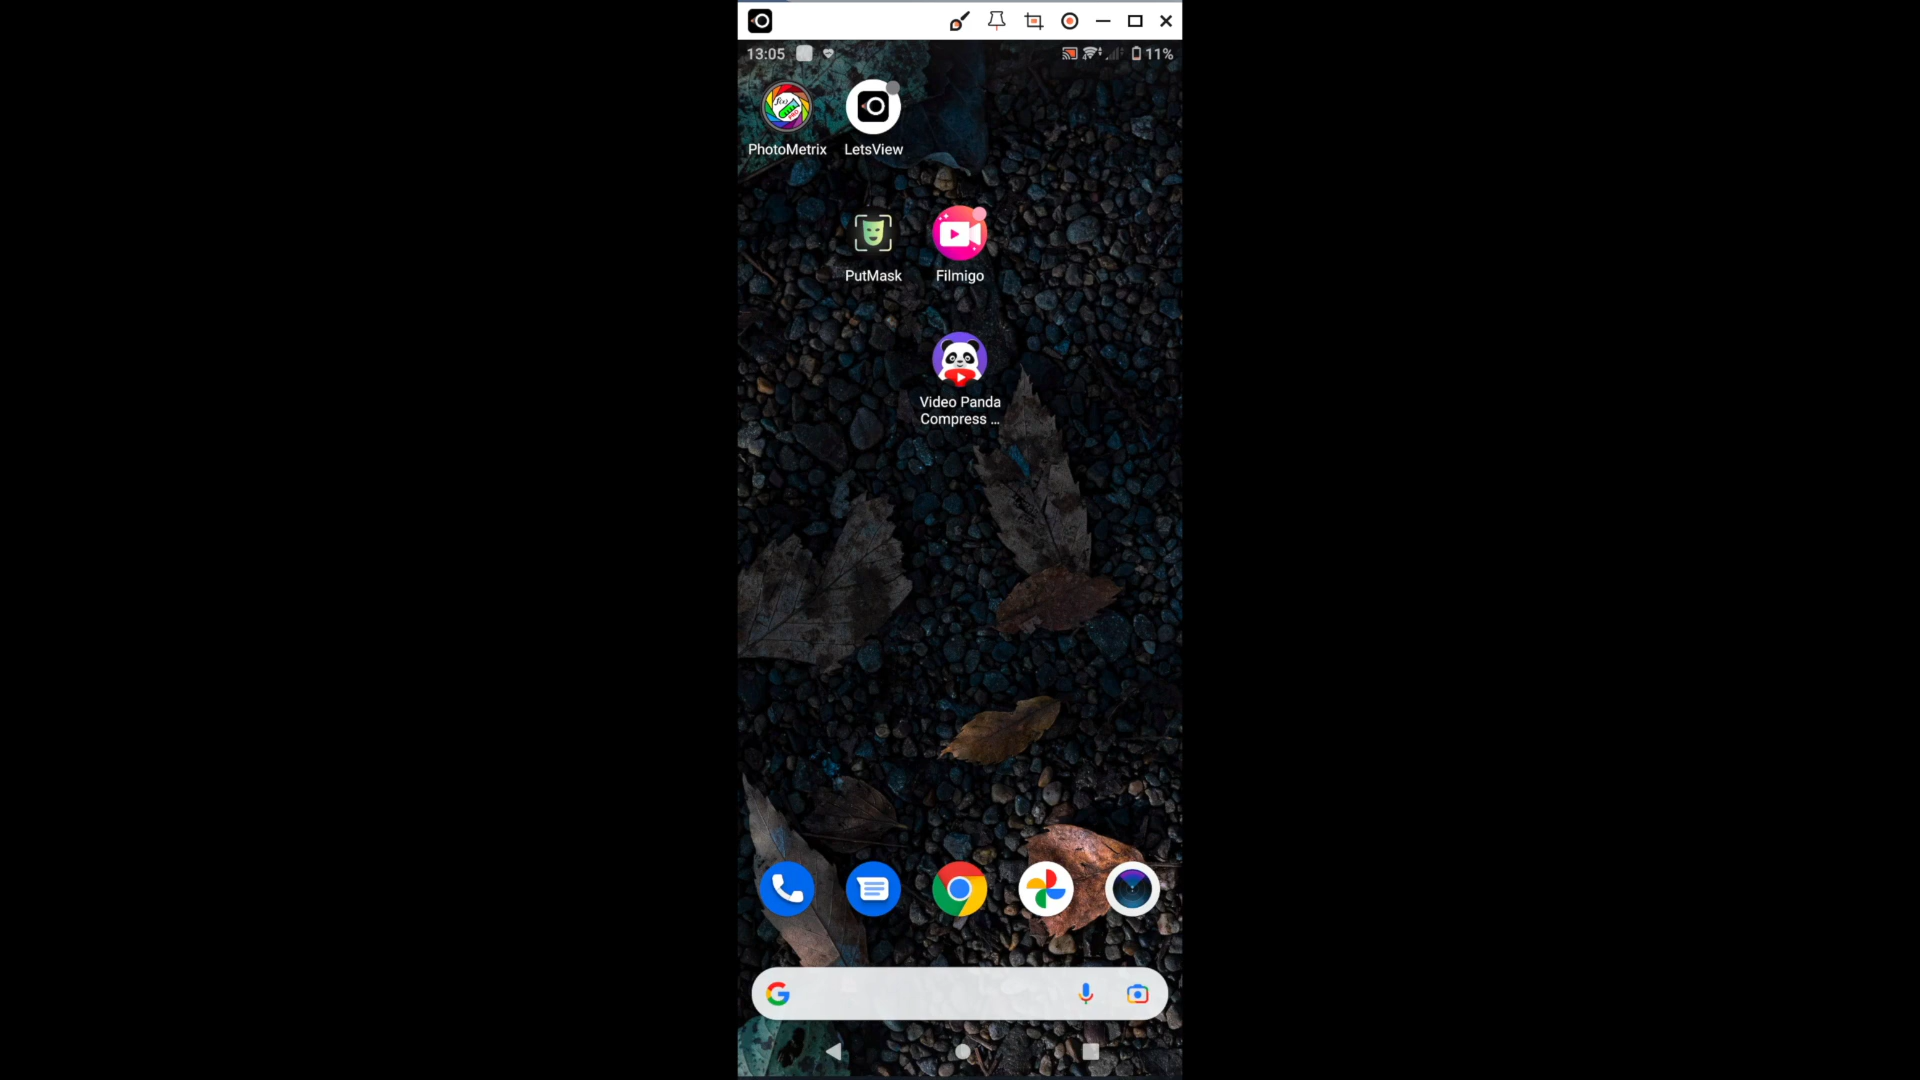 13:05
11%
PhotoMetrix
LetsView
PutMask
Filmigo
Video Panda
Compress ...